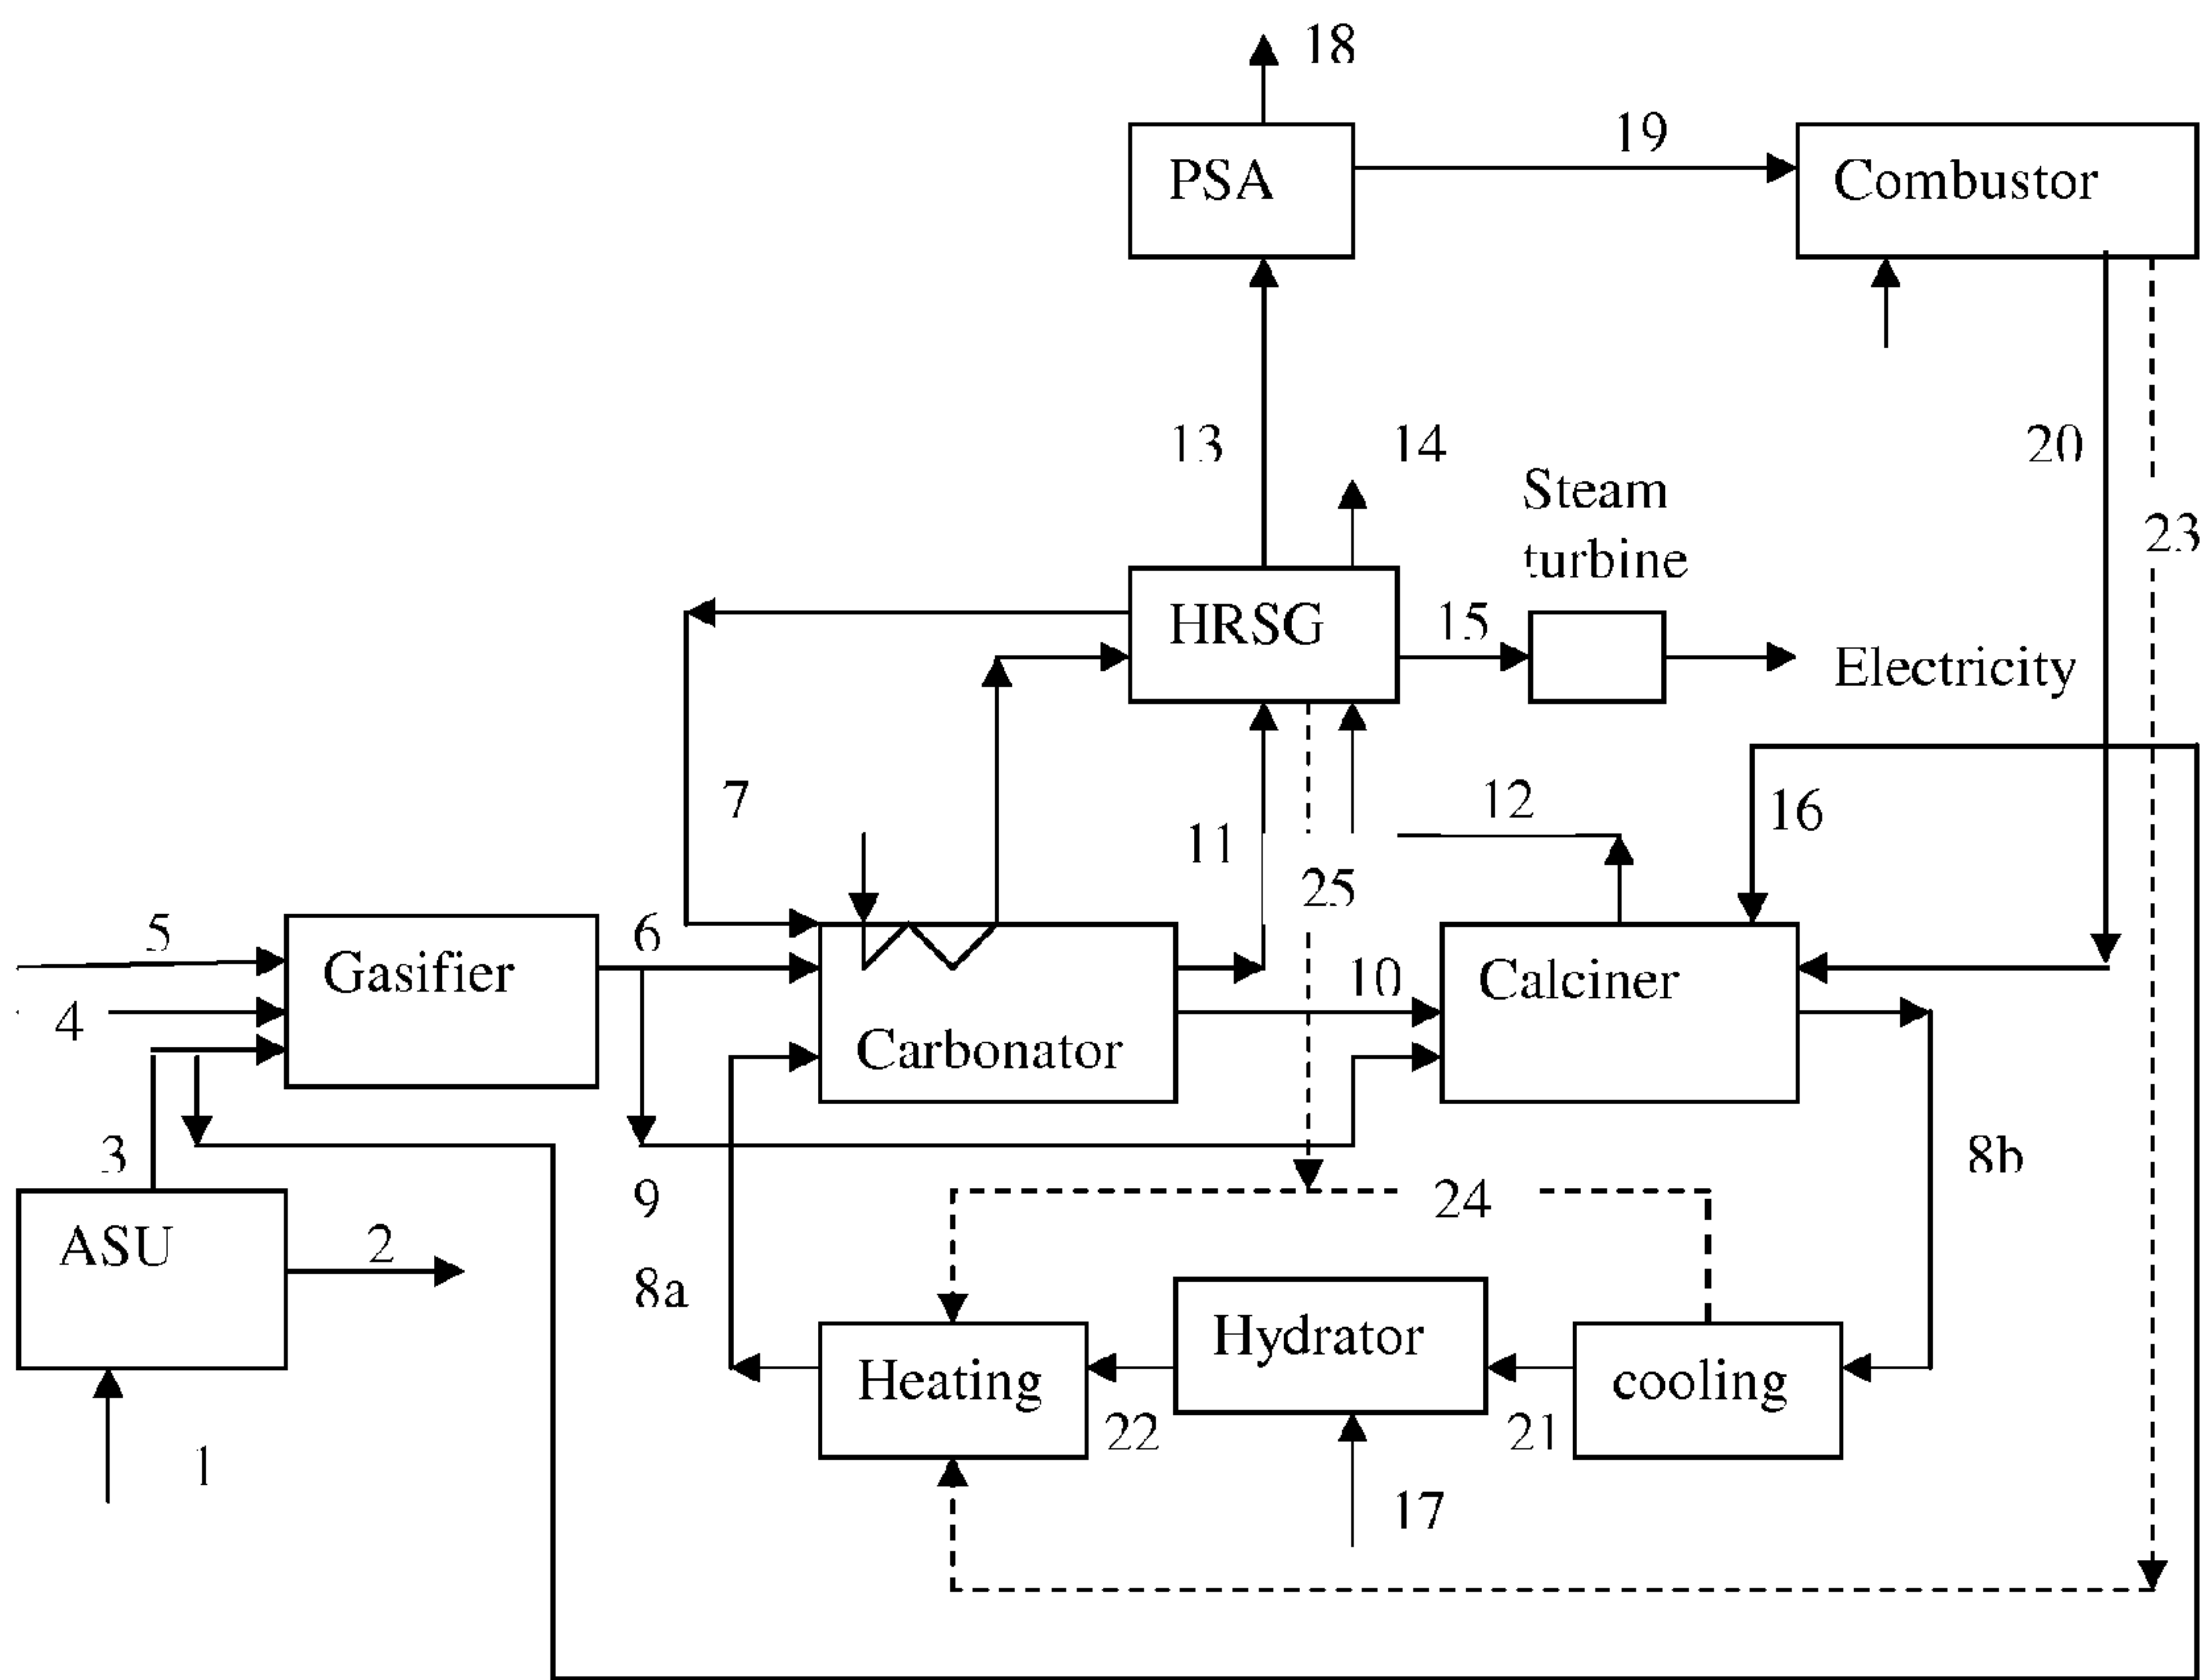 18
19
PSA
Combustor
13
14
20
Steam
turbine
23
HRSG
15
Electricity
7
12
16
11
25
5
6
Gasifier
10
Calciner
4
Carbonator
3
8b
9
24
ASU
2
8a
Hydrator
Heating
cooling
22
21
1
17